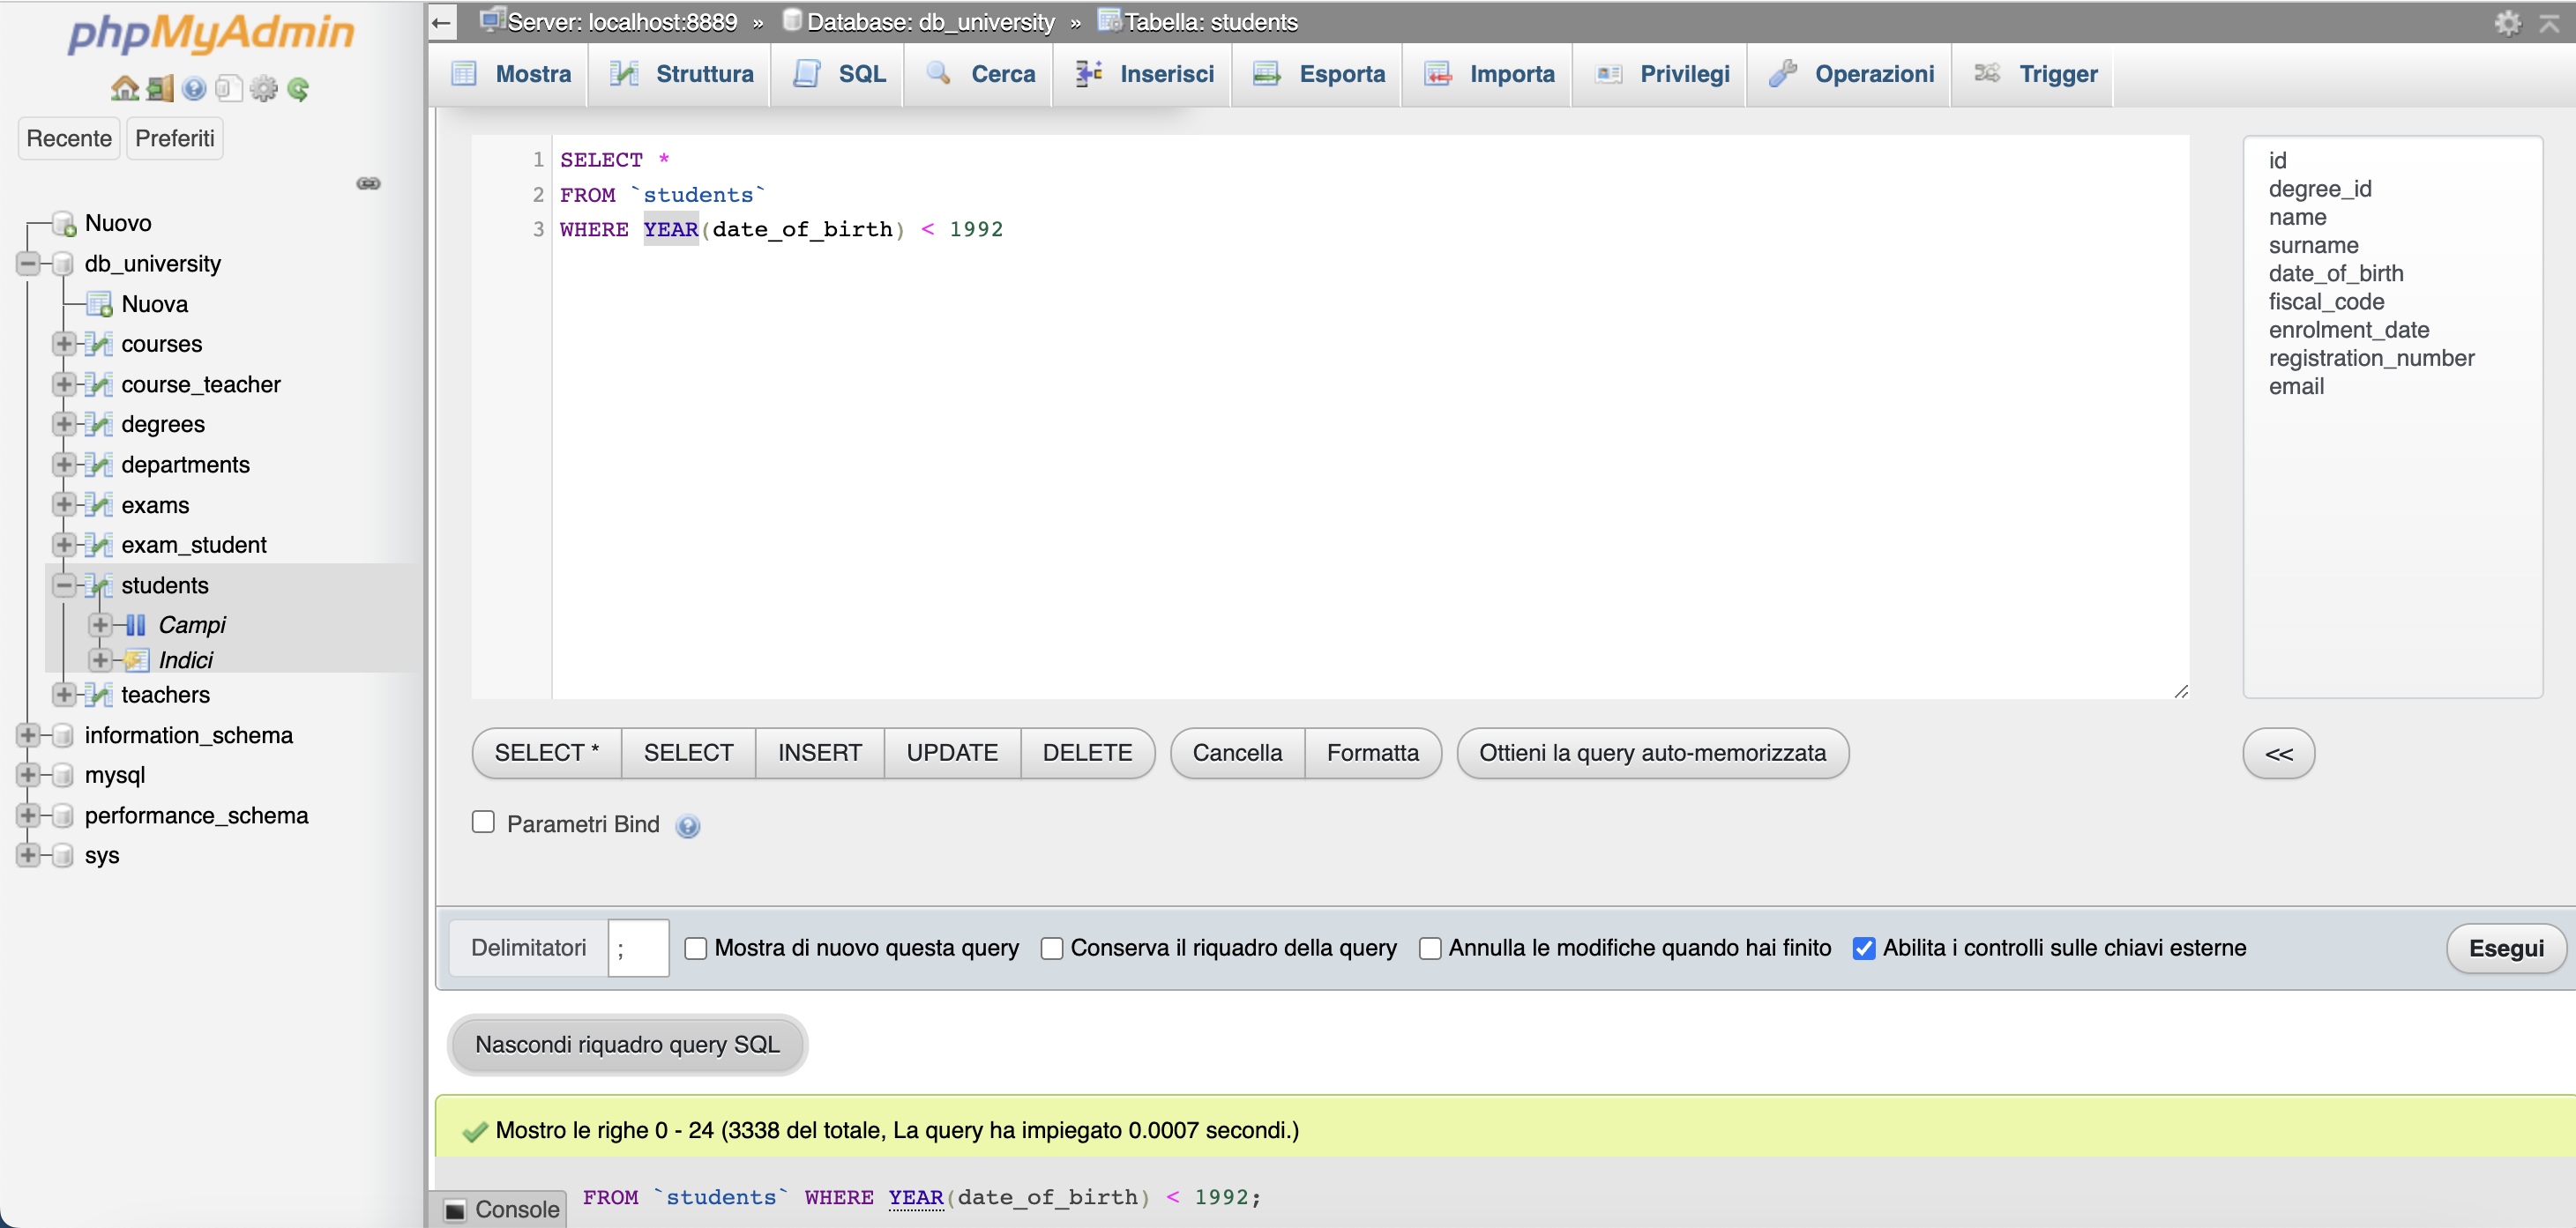 phpMyAdmin
Recente Preferiti
Nuovo
db_university
Nuova
courses
course_teacher
degrees
departments
exams
exam_student
students
Campi
Indici
teachers
information_schema
mysql
performance_schema
sys
Server: localhost:8889 » Database: db_university » Tabella: students
Mostra Struttura SQL Cerca Inserisci Esporta Importa Privilegi Operazioni Trigger
1 SELECT *
2 FROM `students`
3 WHERE YEAR(date_of_birth) < 1992
id
degree_id
name
surname
date_of_birth
fiscal_code
enrolment_date
registration_number
email
SELECT * SELECT INSERT UPDATE DELETE Cancella Formatta Ottieni la query auto-memorizzata <<
Parametri Bind
Delimitatori ; Mostra di nuovo questa query Conserva il riquadro della query Annulla le modifiche quando hai finito Abilita i controlli sulle chiavi esterne Esegui
Nascondi riquadro query SQL
Mostro le righe 0 - 24 (3338 del totale, La query ha impiegato 0.0007 secondi.)
Console FROM `students` WHERE YEAR(date_of_birth) < 1992;